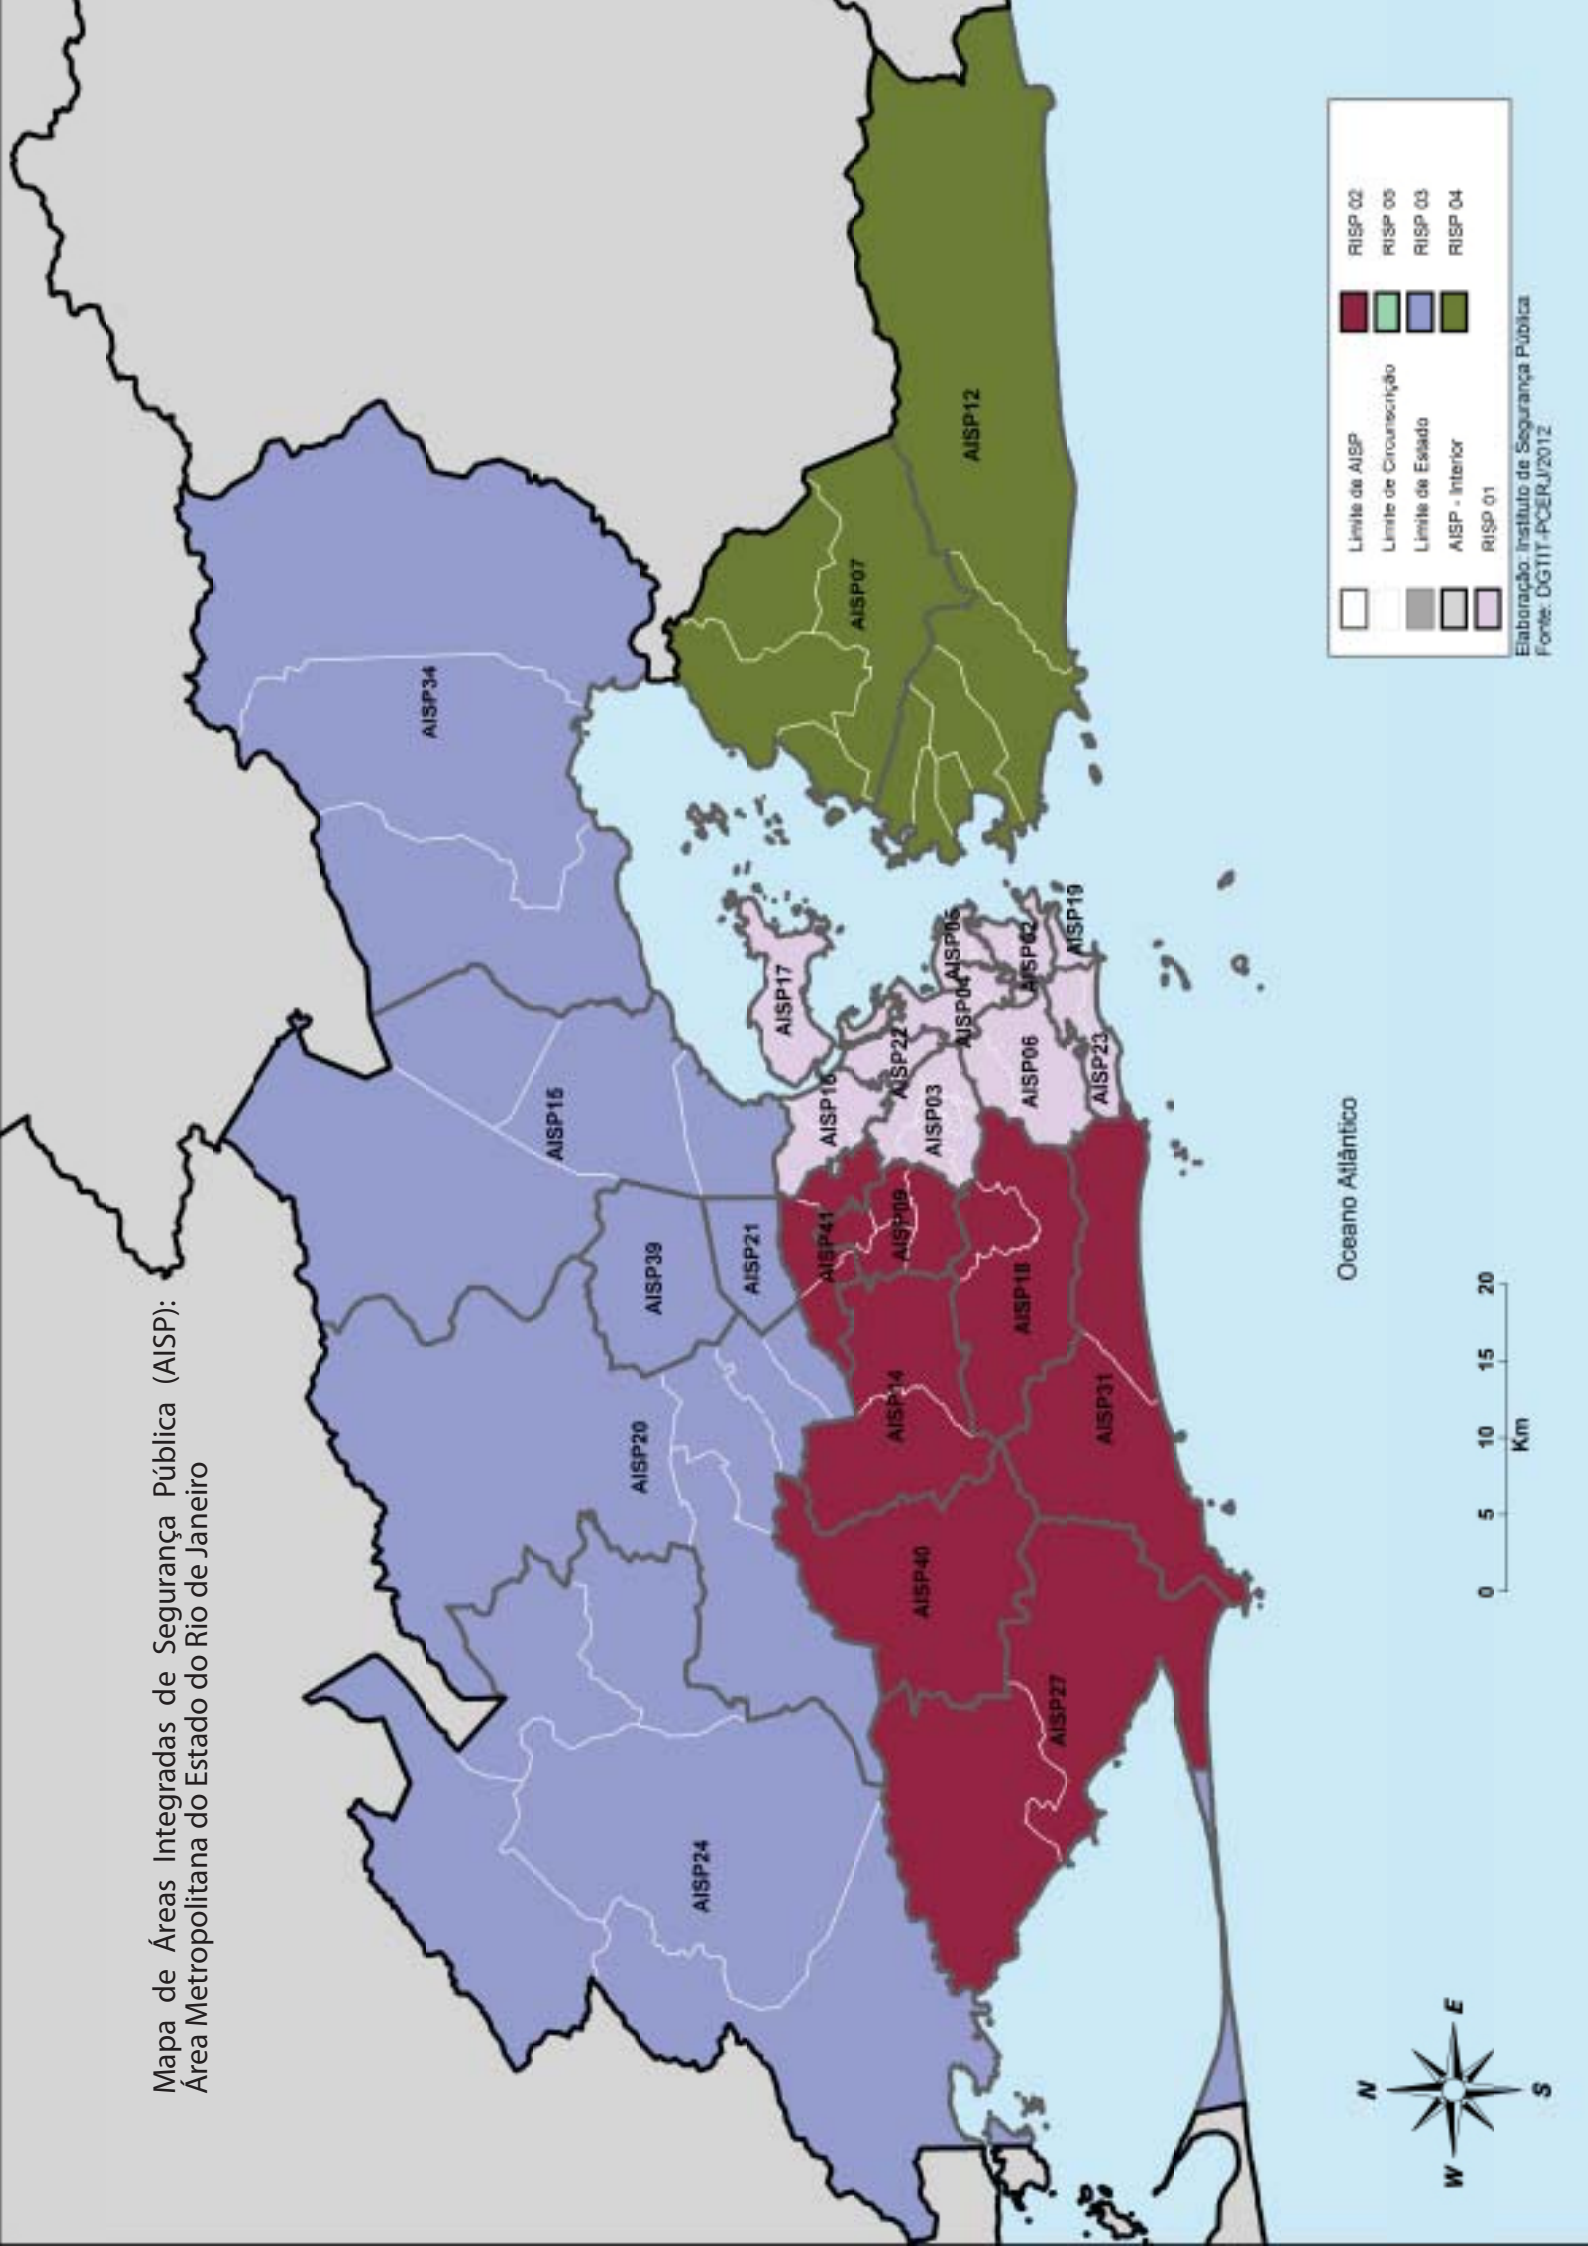 Mapa de Áreas Integradas de Segurança Pública (AISP):
Área Metropolitana do Estado do Rio de Janeiro
AISP34
AISP15
AISP20
AISP39
AISP21
AISP24
AISP07
AISP12
AISP17
AISP16
AISP22
AISP03
AISP04
AISP05
AISP06
AISP02
AISP19
AISP23
AISP41
AISP09
AISP14
AISP18
AISP40
AISP31
AISP27
Oceano Atlântico
0 5 10 15 20
Km
N
W E
S
Limite de AISP
Limite de Circunscrição
Limite de Estado
AISP - Interior
RISP 01
RISP 02
RISP 05
RISP 03
RISP 04
Elaboração: Instituto de Segurança Pública
Fonte: DGTIT-PCERJ/2012